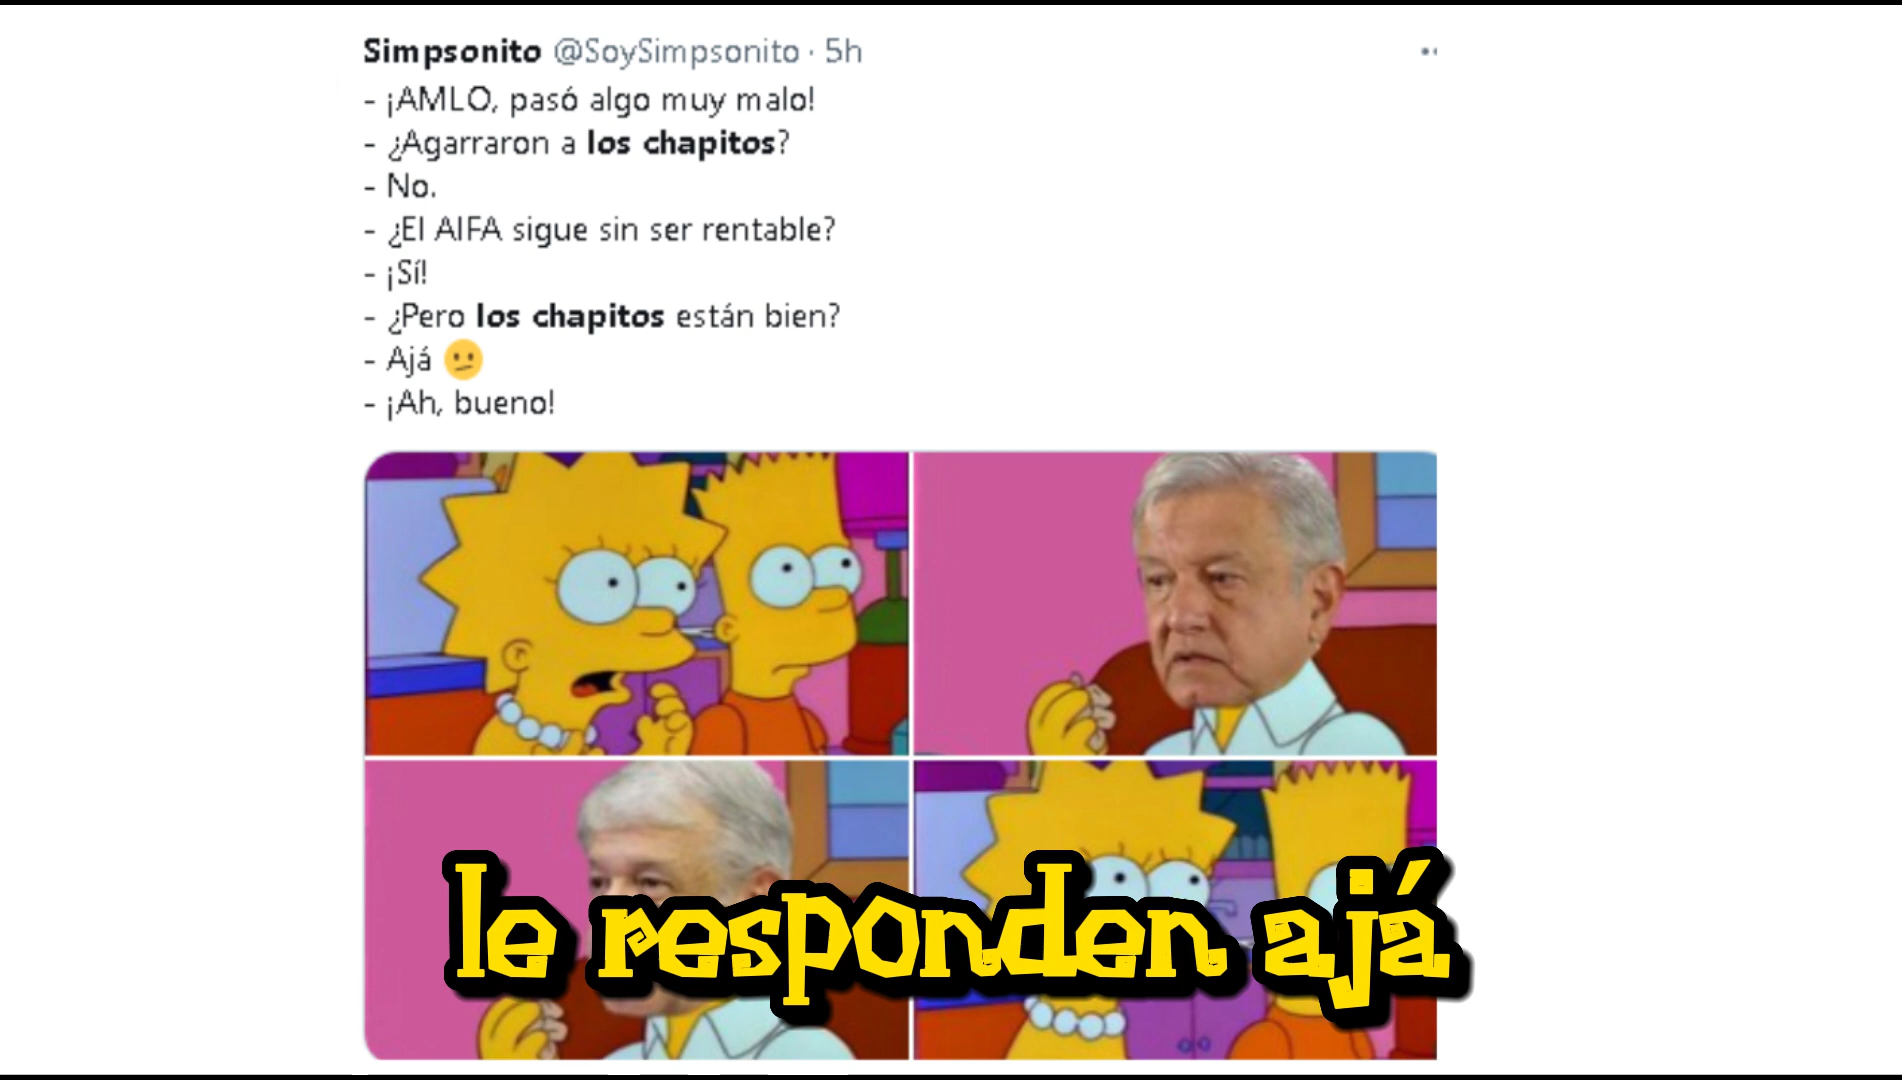 Simpsonito @SoySimpsonito · 5h
- ¡AMLO, pasó algo muy malo!
- ¿Agarraron a los chapitos?
- No.
- ¿El AIFA sigue sin ser rentable?
- ¡Sí!
- ¿Pero los chapitos están bien?
- Ajá 🫤
- ¡Ah, bueno!
le responden ajá